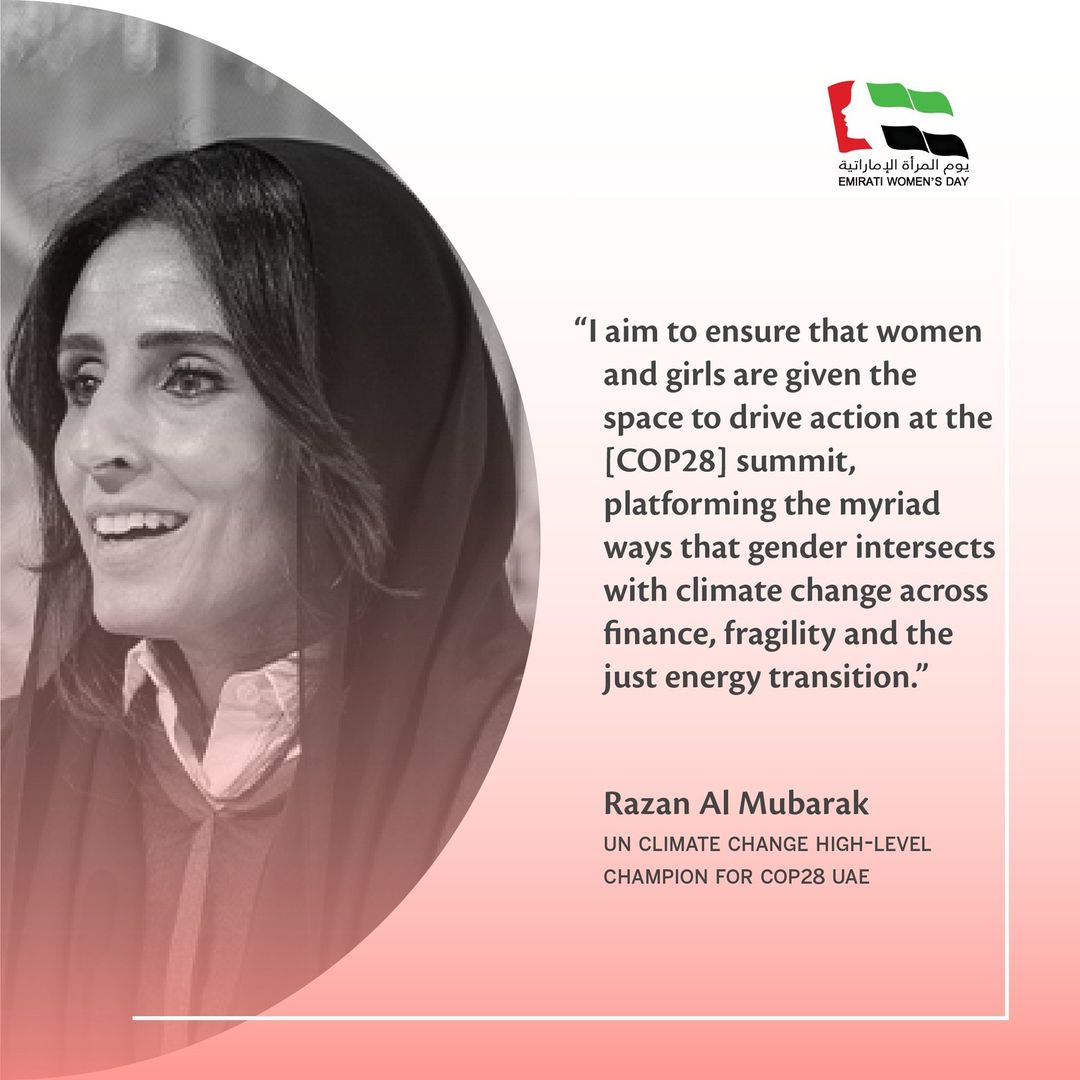 يوم المرأة الإماراتية
EMIRATI WOMEN'S DAY
“I aim to ensure that women
and girls are given the
space to drive action at the
[COP28] summit,
platforming the myriad
ways that gender intersects
with climate change across
finance, fragility and the
just energy transition.”
Razan Al Mubarak
UN CLIMATE CHANGE HIGH-LEVEL
CHAMPION FOR COP28 UAE